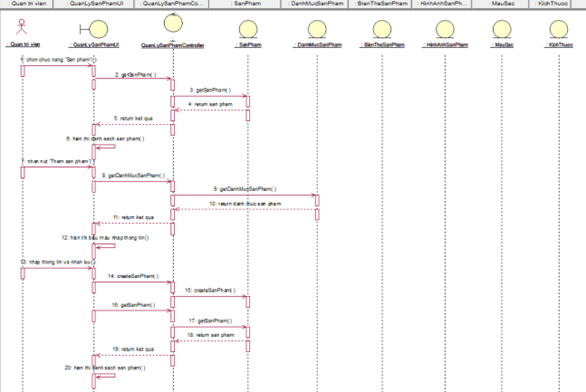 : Quan tri vien
: QuanLySanPhamUI
: QuanLySanPhamCo...
: SanPham
: DanhMucSanPham
: BienTheSanPham
: HinhAnhSanPh...
: MauSac
: KichThuoc
: Quan tri vien
: QuanLySanPhamUI
: QuanLySanPhamController
: SanPham
: DanhMucSanPham
: BienTheSanPham
: HinhAnhSanPham
: MauSac
: KichThuoc
1: chon chuc nang "San pham"()
2: getSanPham( )
3: getSanPham( )
4: return san pham
5: return ket qua
6: hien thi danh sach san pham( )
7: nhan nut "Them san pham"( )
8: getDanhMucSanPham( )
9: getDanhMucSanPham( )
10: return danh muc san pham
11: return ket qua
12: hien thi bieu mau nhap thong tin( )
13: nhap thong tin va nhan luu( )
14: createSanPham( )
15: createSanPham( )
16: getSanPham( )
17: getSanPham( )
18: return san pham
19: return ket qua
20: hien thi danh sach san pham( )